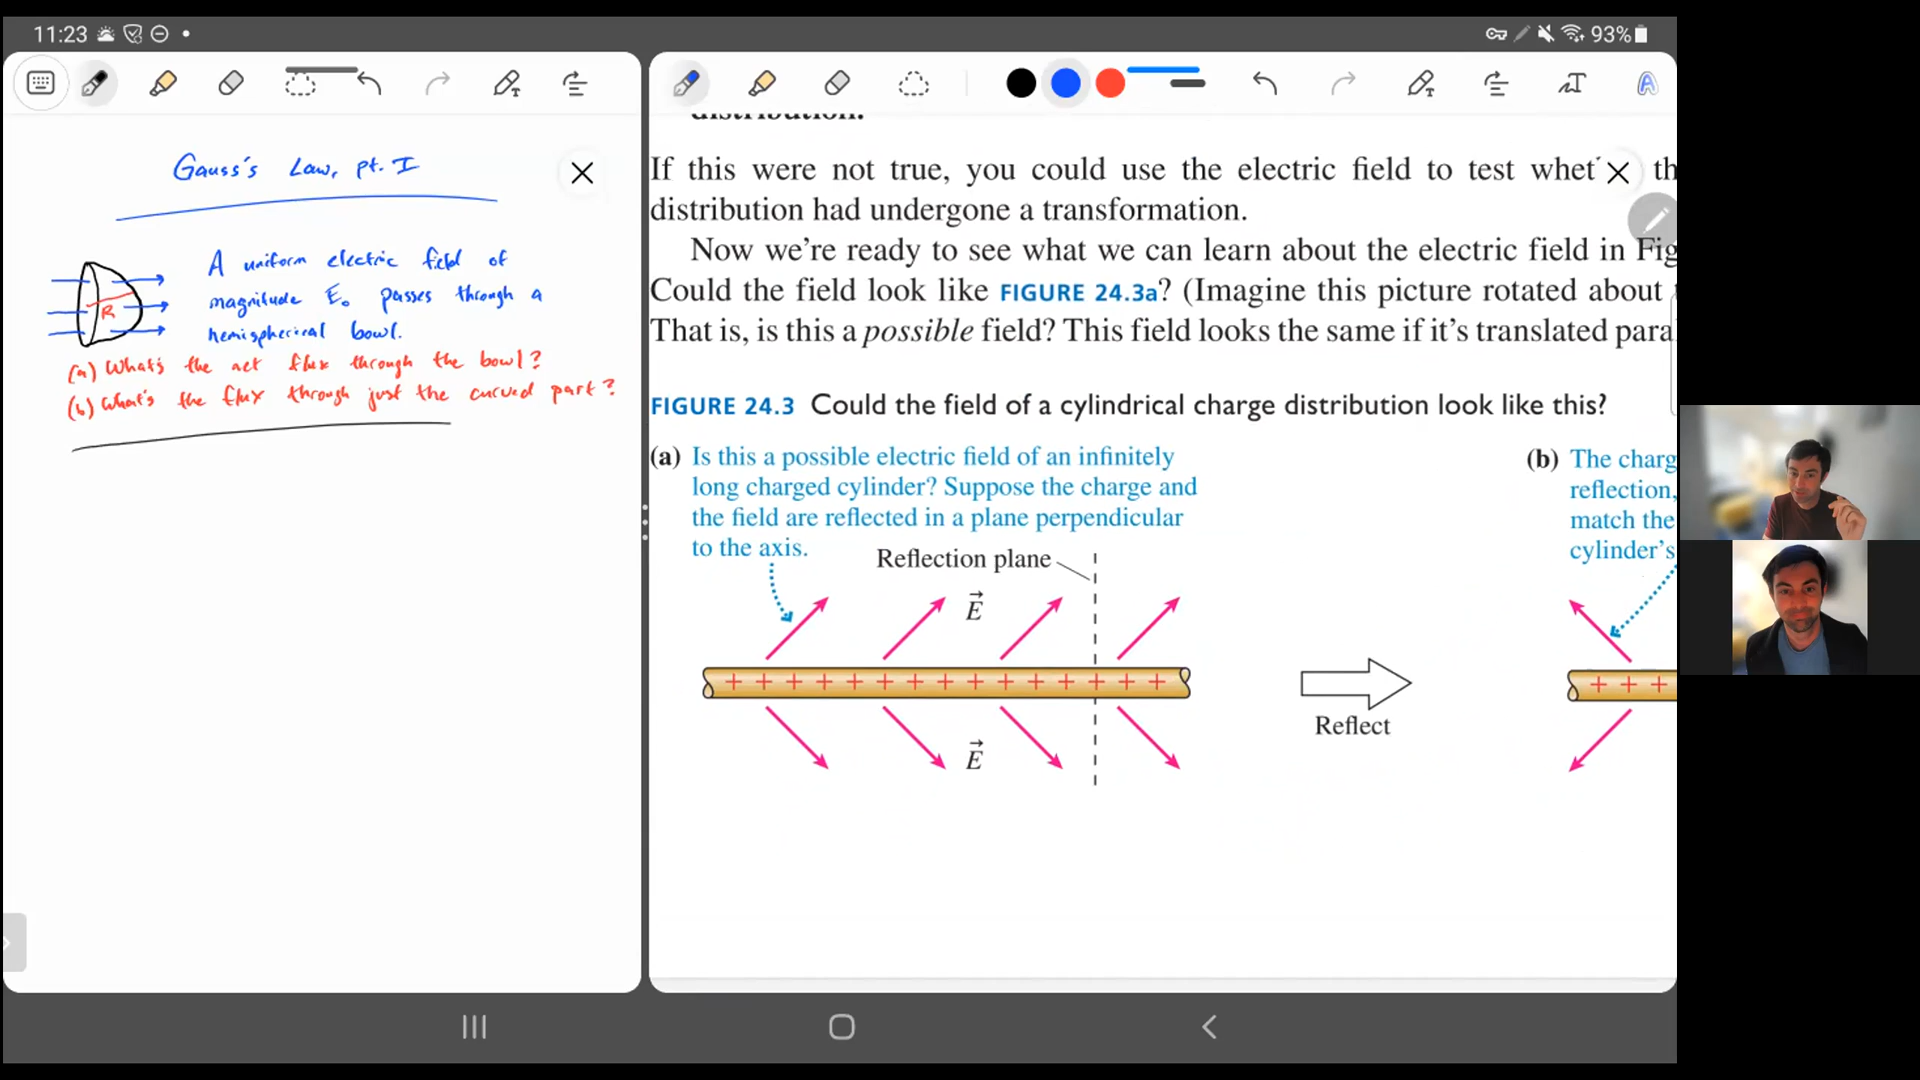 11:23
93%
Gauss's Law, pt. I
A uniform electric field of
magnitude E₀ passes through a
hemispherical bowl.
R
(a) What's the net flux through the bowl?
(b) What's the flux through just the curved part?
distribution.
If this were not true, you could use the electric field to test whet th
distribution had undergone a transformation.
Now we're ready to see what we can learn about the electric field in Fig
Could the field look like FIGURE 24.3a? (Imagine this picture rotated about
That is, is this a possible field? This field looks the same if it's translated para
FIGURE 24.3 Could the field of a cylindrical charge distribution look like this?
(a) Is this a possible electric field of an infinitely
long charged cylinder? Suppose the charge and
the field are reflected in a plane perpendicular
to the axis.
Reflection plane
E⃗
+ + + + + + + + + + + + + + +
E⃗
Reflect
(b) The charg
reflection,
match the
cylinder's
+ + +